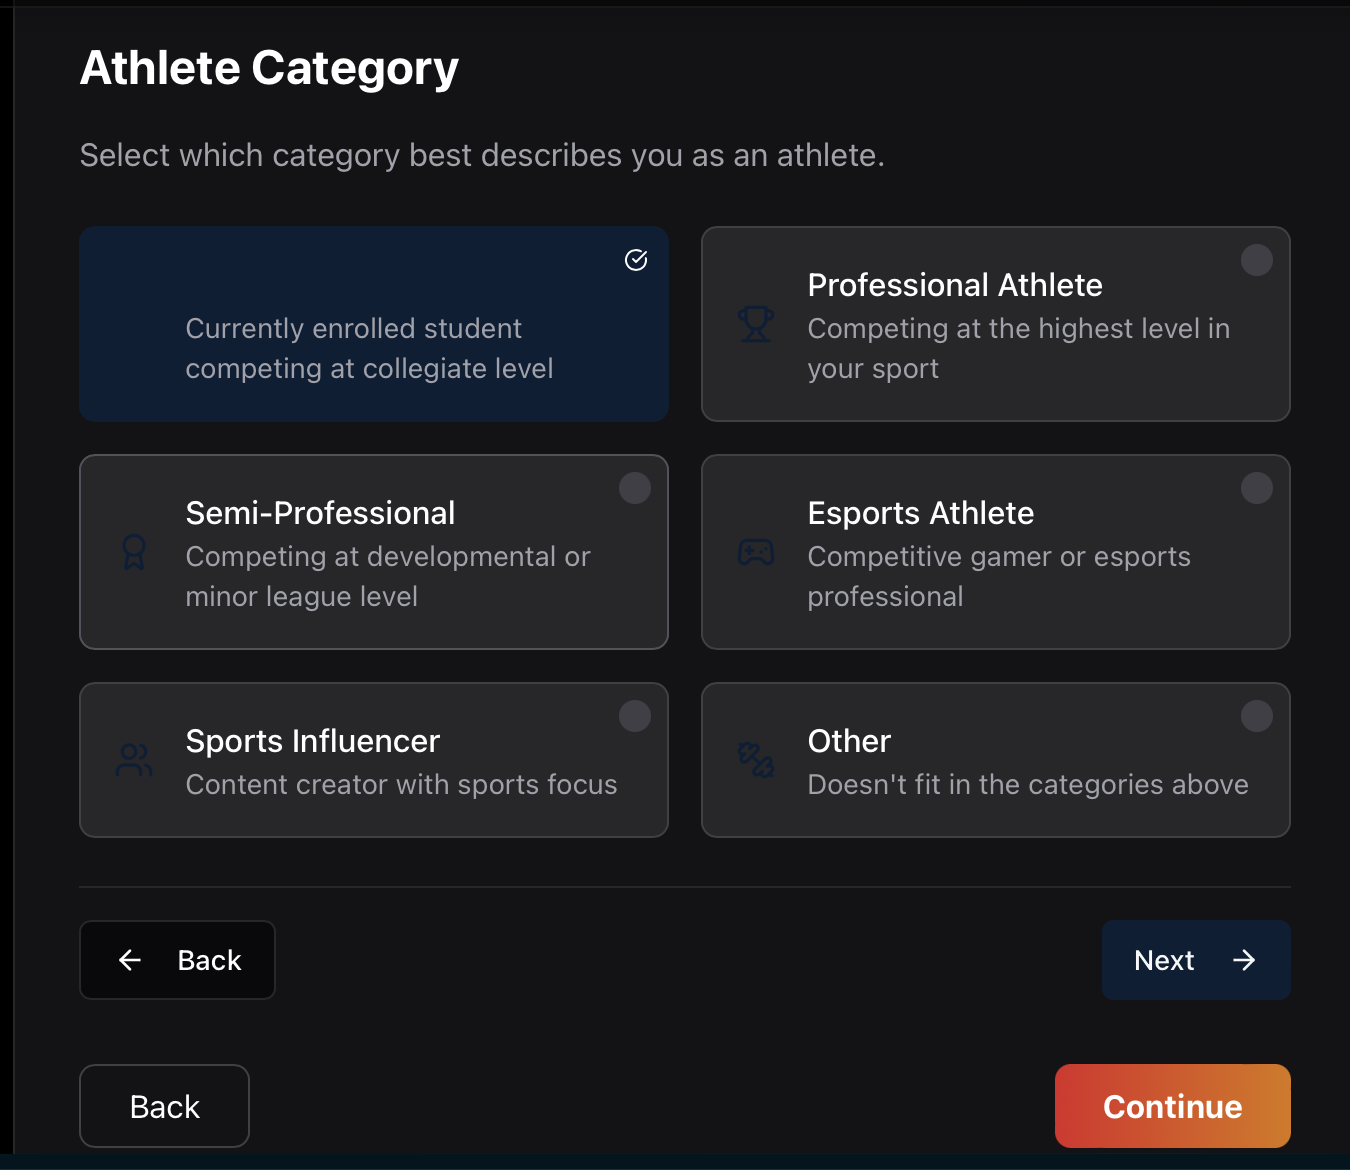 Athlete Category
Select which category best describes you as an athlete.
Currently enrolled student
competing at collegiate level
Professional Athlete
Competing at the highest level in
your sport
Semi-Professional
Competing at developmental or
minor league level
Esports Athlete
Competitive gamer or esports
professional
Sports Influencer
Content creator with sports focus
Other
Doesn't fit in the categories above
Back
Next
Back
Continue